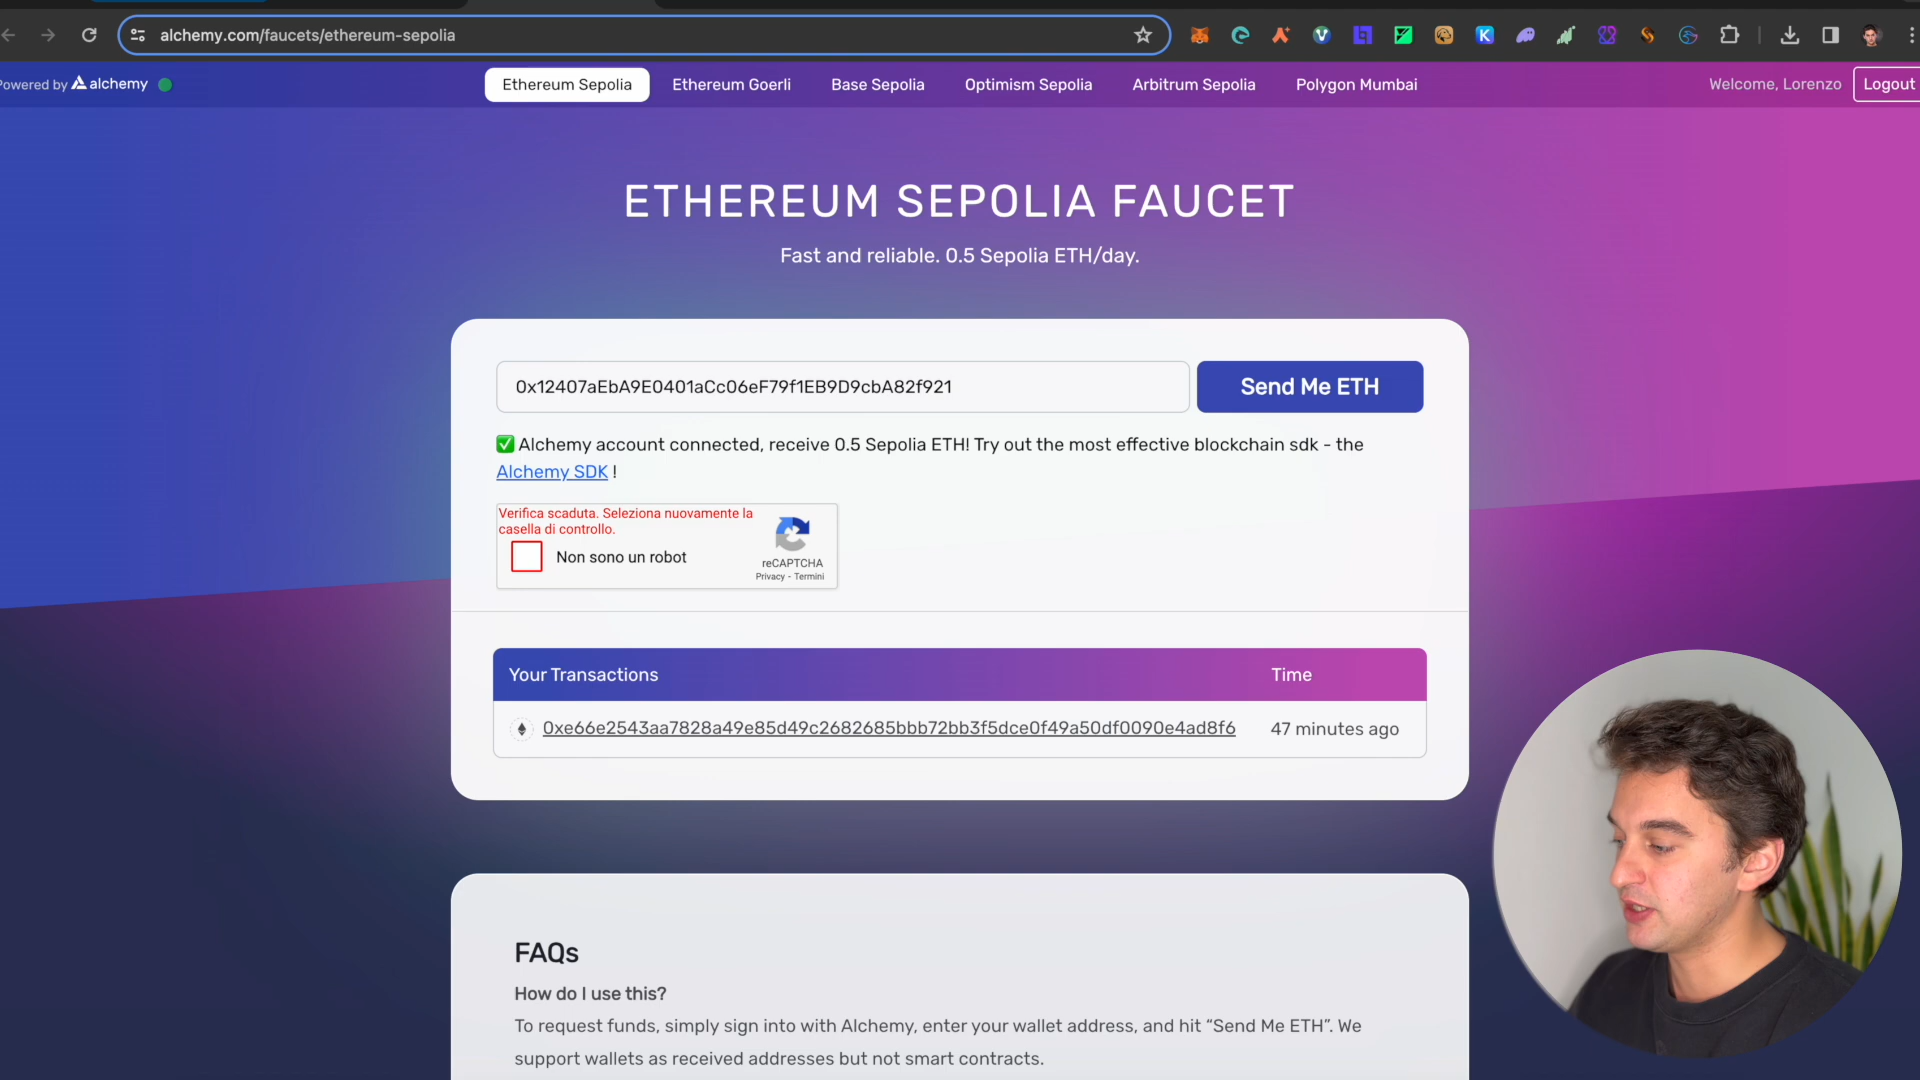 alchemy.com/faucets/ethereum-sepolia
Powered by alchemy
Ethereum Sepolia
Ethereum Goerli
Base Sepolia
Optimism Sepolia
Arbitrum Sepolia
Polygon Mumbai
Welcome, Lorenzo
Logout
ETHEREUM SEPOLIA FAUCET
Fast and reliable. 0.5 Sepolia ETH/day.
0x12407aEbA9E0401aCc06eF79f1EB9D9cbA82f921
Send Me ETH
✅ Alchemy account connected, receive 0.5 Sepolia ETH! Try out the most effective blockchain sdk - the
Alchemy SDK !
Verifica scaduta. Seleziona nuovamente la
casella di controllo.
Non sono un robot
reCAPTCHA
Privacy - Termini
Your Transactions
Time
0xe66e2543aa7828a49e85d49c2682685bbb72bb3f5dce0f49a50df0090e4ad8f6
47 minutes ago
FAQs
How do I use this?
To request funds, simply sign into with Alchemy, enter your wallet address, and hit “Send Me ETH”. We
support wallets as received addresses but not smart contracts.